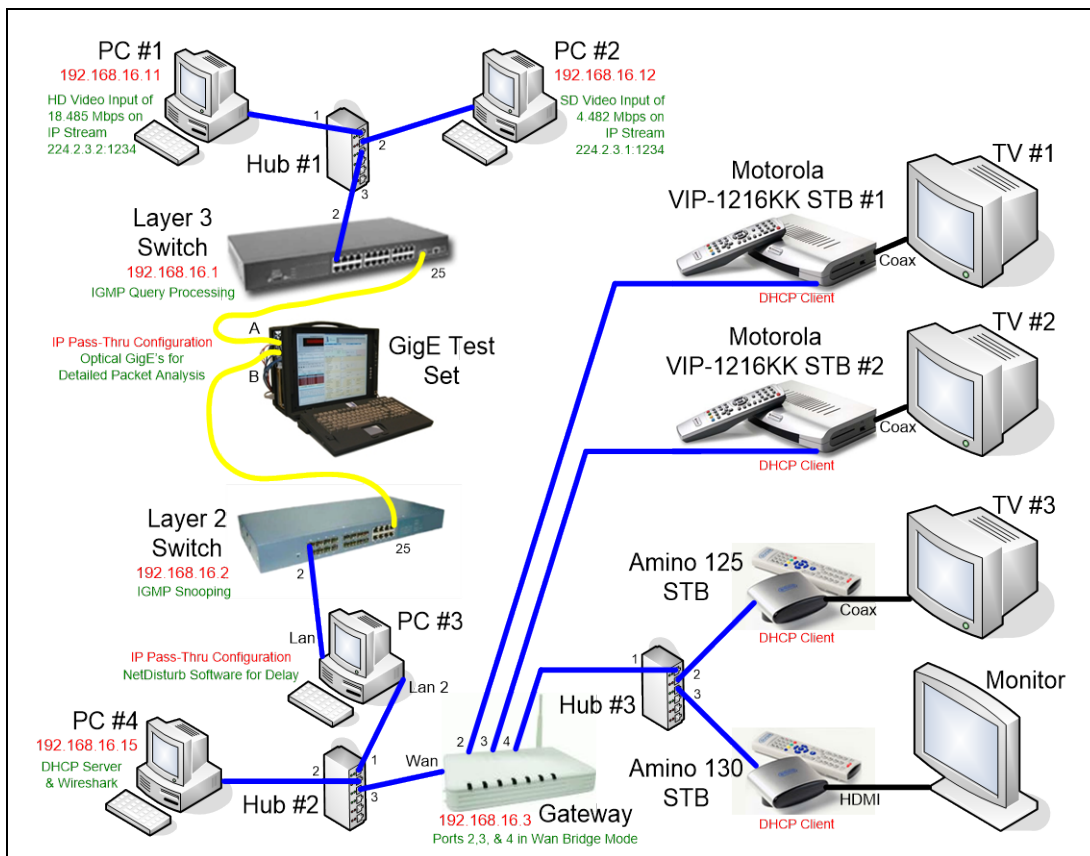 PC #1
192.168.16.11
HD Video Input of
18.485 Mbps on
IP Stream
224.2.3.2:1234
PC #2
192.168.16.12
SD Video Input of
4.482 Mbps on
IP Stream
224.2.3.1:1234
1
2
3
Hub #1
2
Layer 3
Switch
192.168.16.1
IGMP Query Processing
25
Motorola
VIP-1216KK STB #1
Coax
DHCP Client
TV #1
IP Pass-Thru Configuration
Optical GigE's for
Detailed Packet Analysis
A
B
GigE Test
Set
Motorola
VIP-1216KK STB #2
Coax
DHCP Client
TV #2
Layer 2
Switch
192.168.16.2
IGMP Snooping
2
25
Amino 125
STB
Coax
DHCP Client
TV #3
Lan
PC #3
IP Pass-Thru Configuration
NetDisturb Software for Delay
Lan 2
1
2
3
Hub #3
PC #4
192.168.16.15
DHCP Server
& Wireshark
1
2
3
Hub #2
Wan
2
3
4
192.168.16.3
Gateway
Ports 2,3, & 4 in Wan Bridge Mode
Amino 130
STB
HDMI
DHCP Client
Monitor